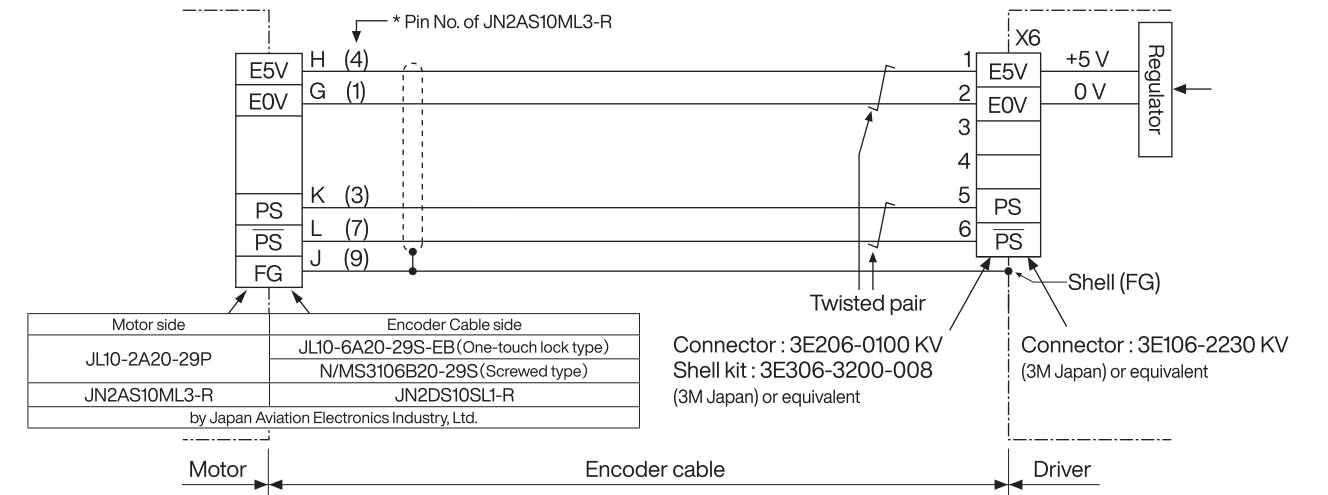 * Pin No. of JN2AS10ML3-R
X6
E5V H (4) 1 E5V +5 V
E0V G (1) 2 E0V 0 V
Regulator
3
4
PS K (3) 5 PS
P̅S̅ L (7) 6 P̅S̅
FG J (9)
Shell (FG)
Twisted pair
Motor side Encoder Cable side
JL10-2A20-29P JL10-6A20-29S-EB (One-touch lock type)
N/MS3106B20-29S (Screwed type)
JN2AS10ML3-R JN2DS10SL1-R
by Japan Aviation Electronics Industry, Ltd.
Connector : 3E206-0100 KV
Shell kit : 3E306-3200-008
(3M Japan) or equivalent
Connector : 3E106-2230 KV
(3M Japan) or equivalent
Motor Encoder cable Driver